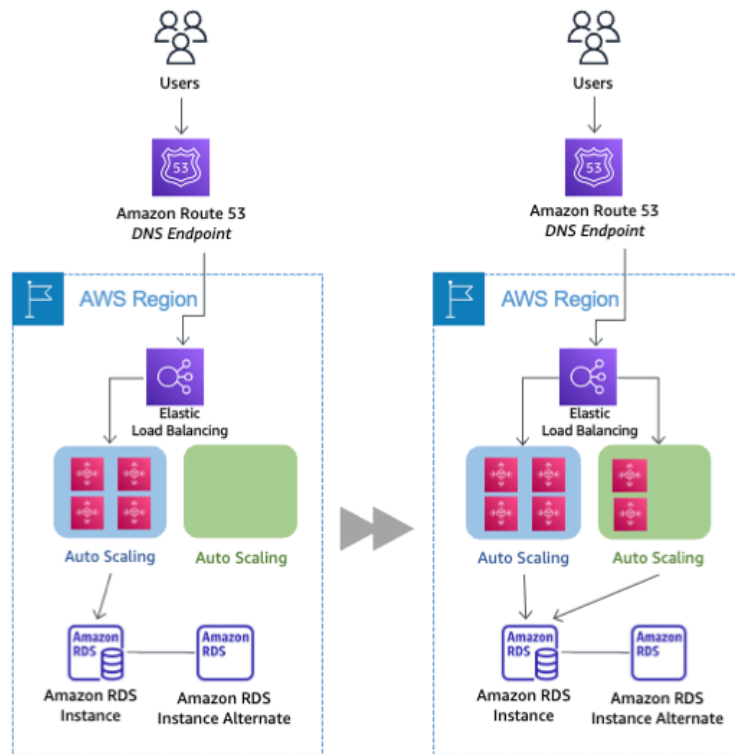 Users
53
Amazon Route 53
DNS Endpoint
AWS Region
Elastic
Load Balancing
Auto Scaling
Auto Scaling
Amazon
RDS
Amazon
RDS
Amazon RDS
Instance
Amazon RDS
Instance Alternate
Users
53
Amazon Route 53
DNS Endpoint
AWS Region
Elastic
Load Balancing
Auto Scaling
Auto Scaling
Amazon
RDS
Amazon
RDS
Amazon RDS
Instance
Amazon RDS
Instance Alternate